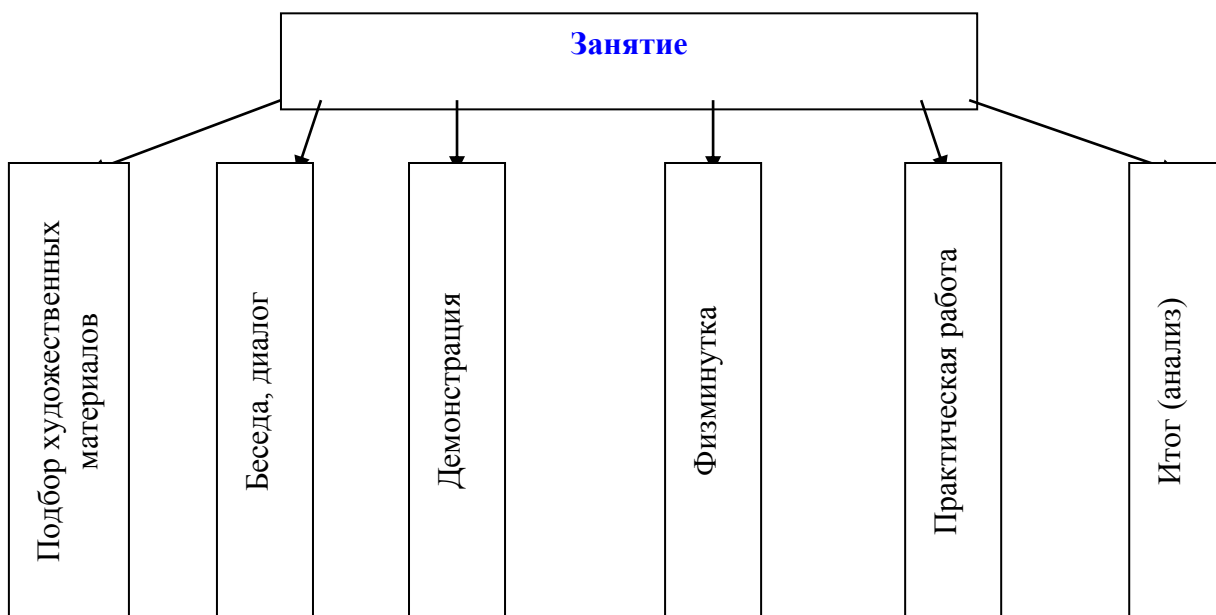 Занятие
Подбор художественных
материалов
Беседа, диалог
Демонстрация
Физминутка
Практическая работа
Итог (анализ)